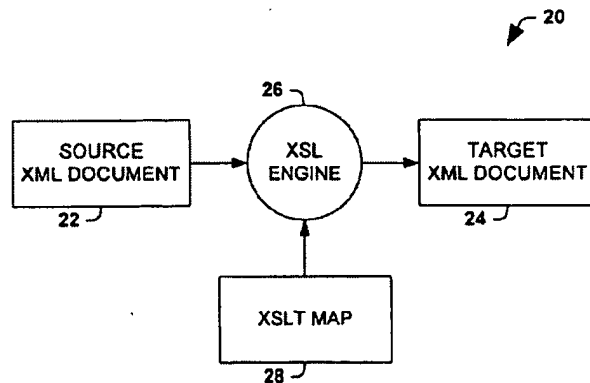 20
26
SOURCE
XML DOCUMENT
22
XSL
ENGINE
TARGET
XML DOCUMENT
24
XSLT MAP
28